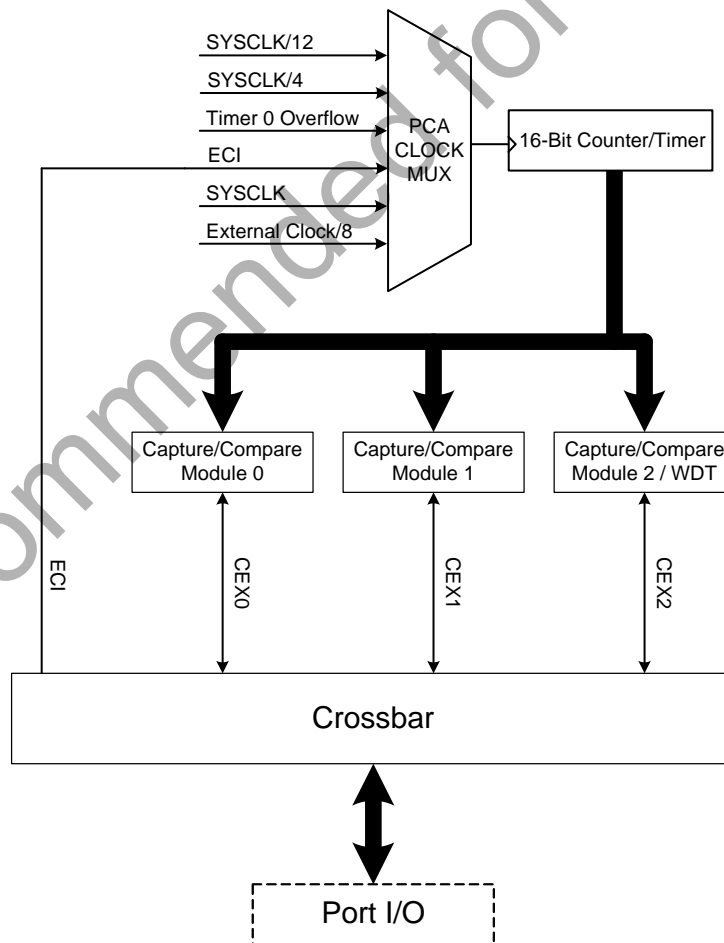 SYSCLK/12
SYSCLK/4
Timer 0 Overflow
ECI
SYSCLK
External Clock/8
PCA
CLOCK
MUX
16-Bit Counter/Timer
Capture/Compare
Module 0
Capture/Compare
Module 1
Capture/Compare
Module 2 / WDT
ECI
CEX0
CEX1
CEX2
Crossbar
Port I/O